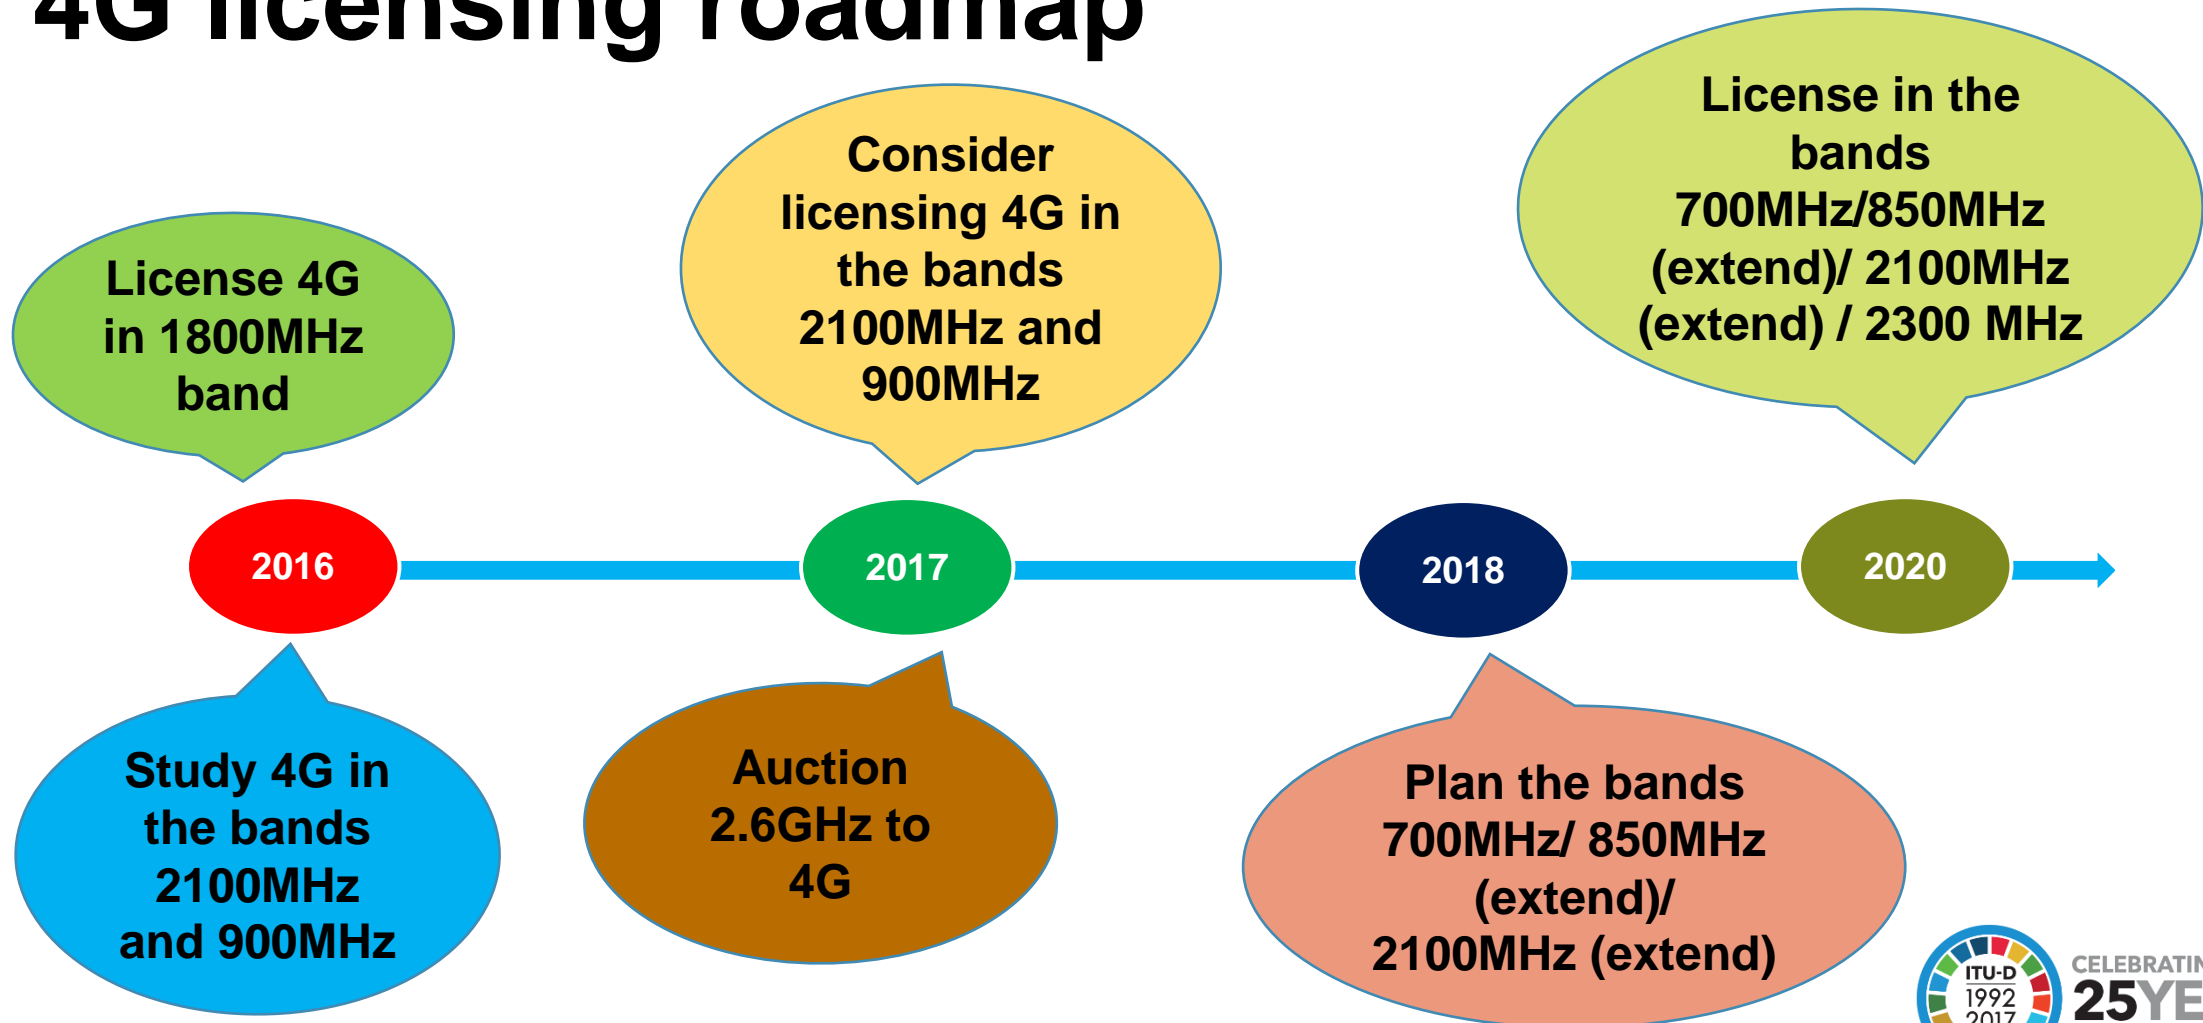 4G licensing roadmap
License 4G
in 1800MHz
band
Consider
licensing 4G in
the bands
2100MHz and
900MHz
License in the
bands
700MHz/850MHz
(extend)/ 2100MHz
(extend) / 2300 MHz
2016
2017
2018
2020
Study 4G in
the bands
2100MHz
and 900MHz
Auction
2.6GHz to
4G
Plan the bands
700MHz/ 850MHz
(extend)/
2100MHz (extend)
ITU-D
1992
2017
CELEBRATIN
25YE